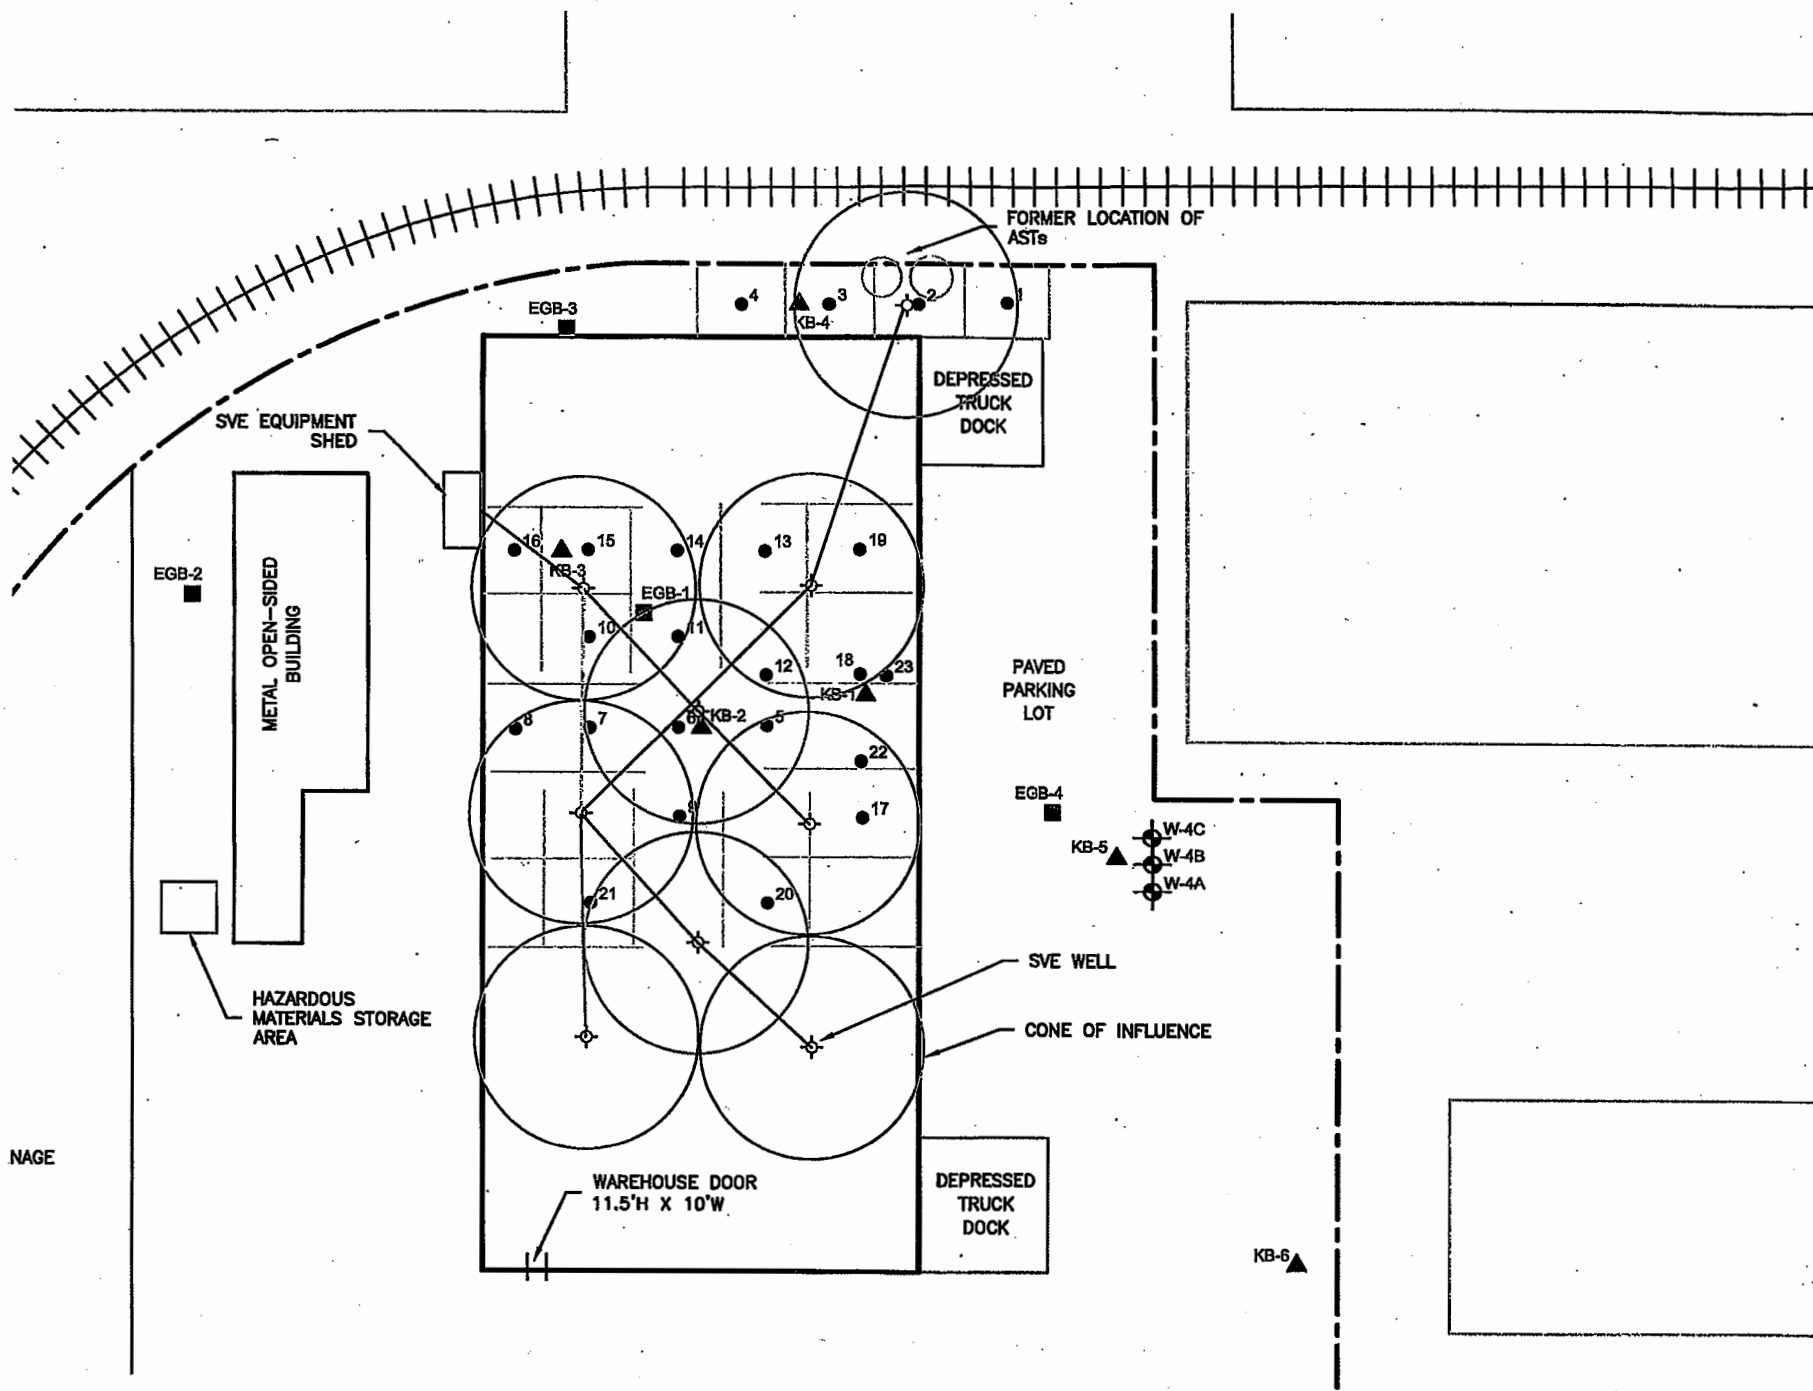 FORMER LOCATION OF
ASTs
4
3
2
1
KB-4
EGB-3
DEPRESSED
TRUCK
DOCK
SVE EQUIPMENT
SHED
16
15
14
13
19
KB-3
EGB-2
EGB-1
METAL OPEN-SIDED
BUILDING
10
11
12
18
23
KB-1
PAVED
PARKING
LOT
8
7
6
KB-2
5
22
9
17
EGB-4
KB-5
W-4C
W-4B
W-4A
21
20
SVE WELL
HAZARDOUS
MATERIALS STORAGE
AREA
CONE OF INFLUENCE
NAGE
WAREHOUSE DOOR
11.5'H X 10'W
DEPRESSED
TRUCK
DOCK
KB-6